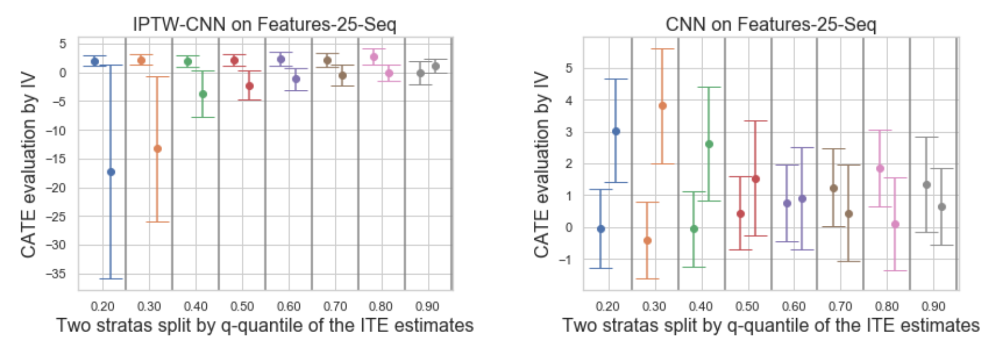 IPTW-CNN on Features-25-Seq
CATE evaluation by IV
5
0
−5
−10
−15
−20
−25
−30
−35
0.20 0.30 0.40 0.50 0.60 0.70 0.80 0.90
Two stratas split by q-quantile of the ITE estimates
CNN on Features-25-Seq
CATE evaluation by IV
5
4
3
2
1
0
−1
0.20 0.30 0.40 0.50 0.60 0.70 0.80 0.90
Two stratas split by q-quantile of the ITE estimates